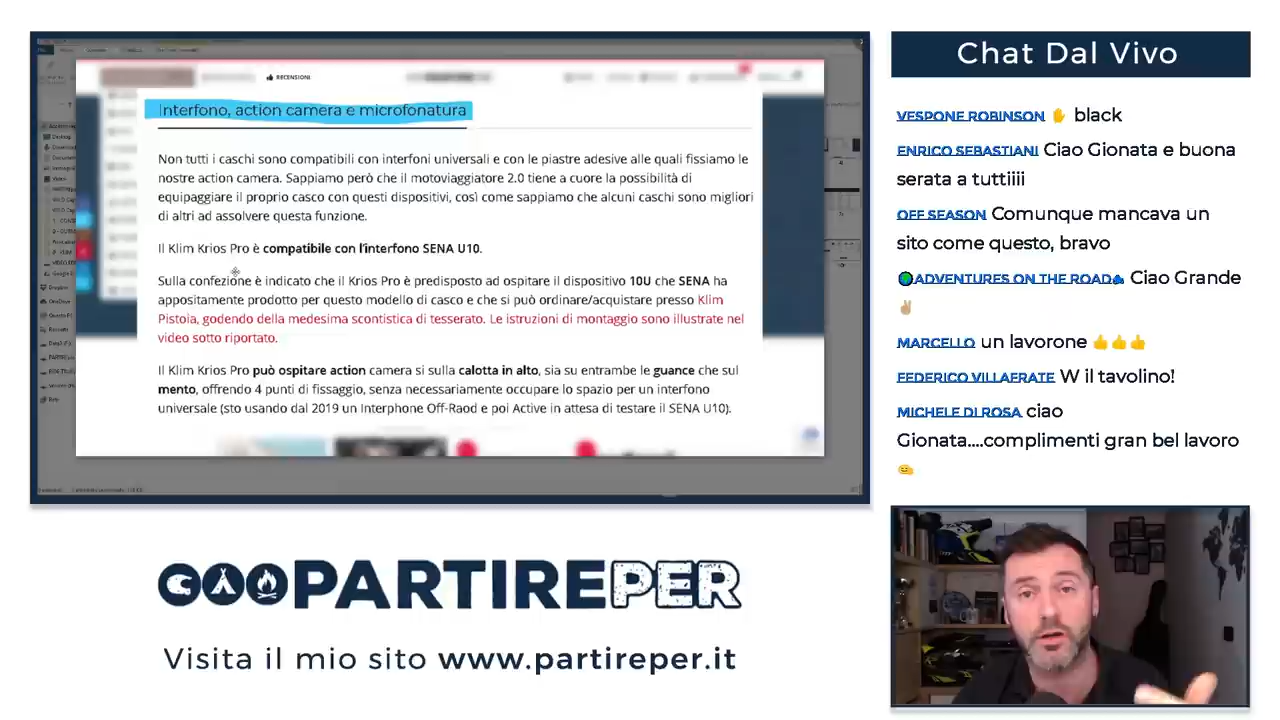 RECENSIONI
Interfono, action camera e microfonatura
Non tutti i caschi sono compatibili con interfoni universali e con le piastre adesive alle quali fissiamo le
nostre action camera. Sappiamo però che il motoviaggiatore 2.0 tiene a cuore la possibilità di
equipaggiare il proprio casco con questi dispositivi, così come sappiamo che alcuni caschi sono migliori
di altri ad assolvere questa funzione.
Il Klim Krios Pro è compatibile con l'interfono SENA U10.
Sulla confezione è indicato che il Krios Pro è predisposto ad ospitare il dispositivo 10U che SENA ha
appositamente prodotto per questo modello di casco e che si può ordinare/acquistare presso Klim
Pistoia, godendo della medesima scontistica di tesserato. Le istruzioni di montaggio sono illustrate nel
video sotto riportato.
Il Klim Krios Pro può ospitare action camera si sulla calotta in alto, sia su entrambe le guance che sul
mento, offrendo 4 punti di fissaggio, senza necessariamente occupare lo spazio per un interfono
universale (sto usando dal 2019 un Interphone Off-Raod e poi Active in attesa di testare il SENA U10).
PARTIREPER
Visita il mio sito www.partireper.it
Chat Dal Vivo
VESPONE ROBINSON ✋ black
ENRICO SEBASTIANI Ciao Gionata e buona
serata a tuttiiii
OFF SEASON Comunque mancava un
sito come questo, bravo
ADVENTURES ON THE ROAD Ciao Grande
✌🏼
MARCELLO un lavorone 👍👍👍
FEDERICO VILLAFRATE W il tavolino!
MICHELE DI ROSA ciao
Gionata....complimenti gran bel lavoro
😊